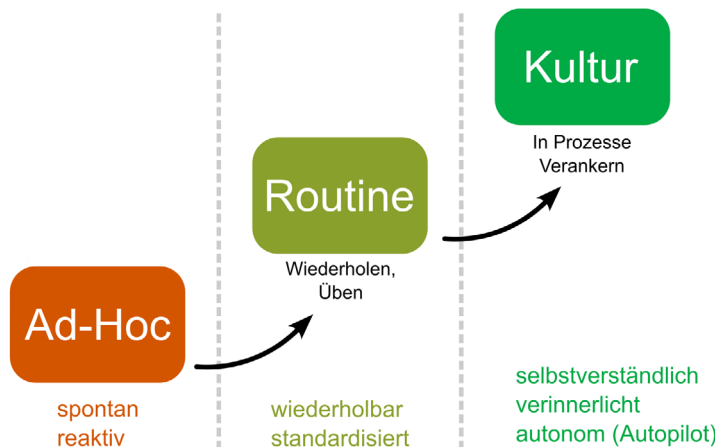 Kultur
In Prozesse
Verankern
Routine
Wiederholen,
Üben
Ad-Hoc
spontan
reaktiv
wiederholbar
standardisiert
selbstverständlich
verinnerlicht
autonom (Autopilot)